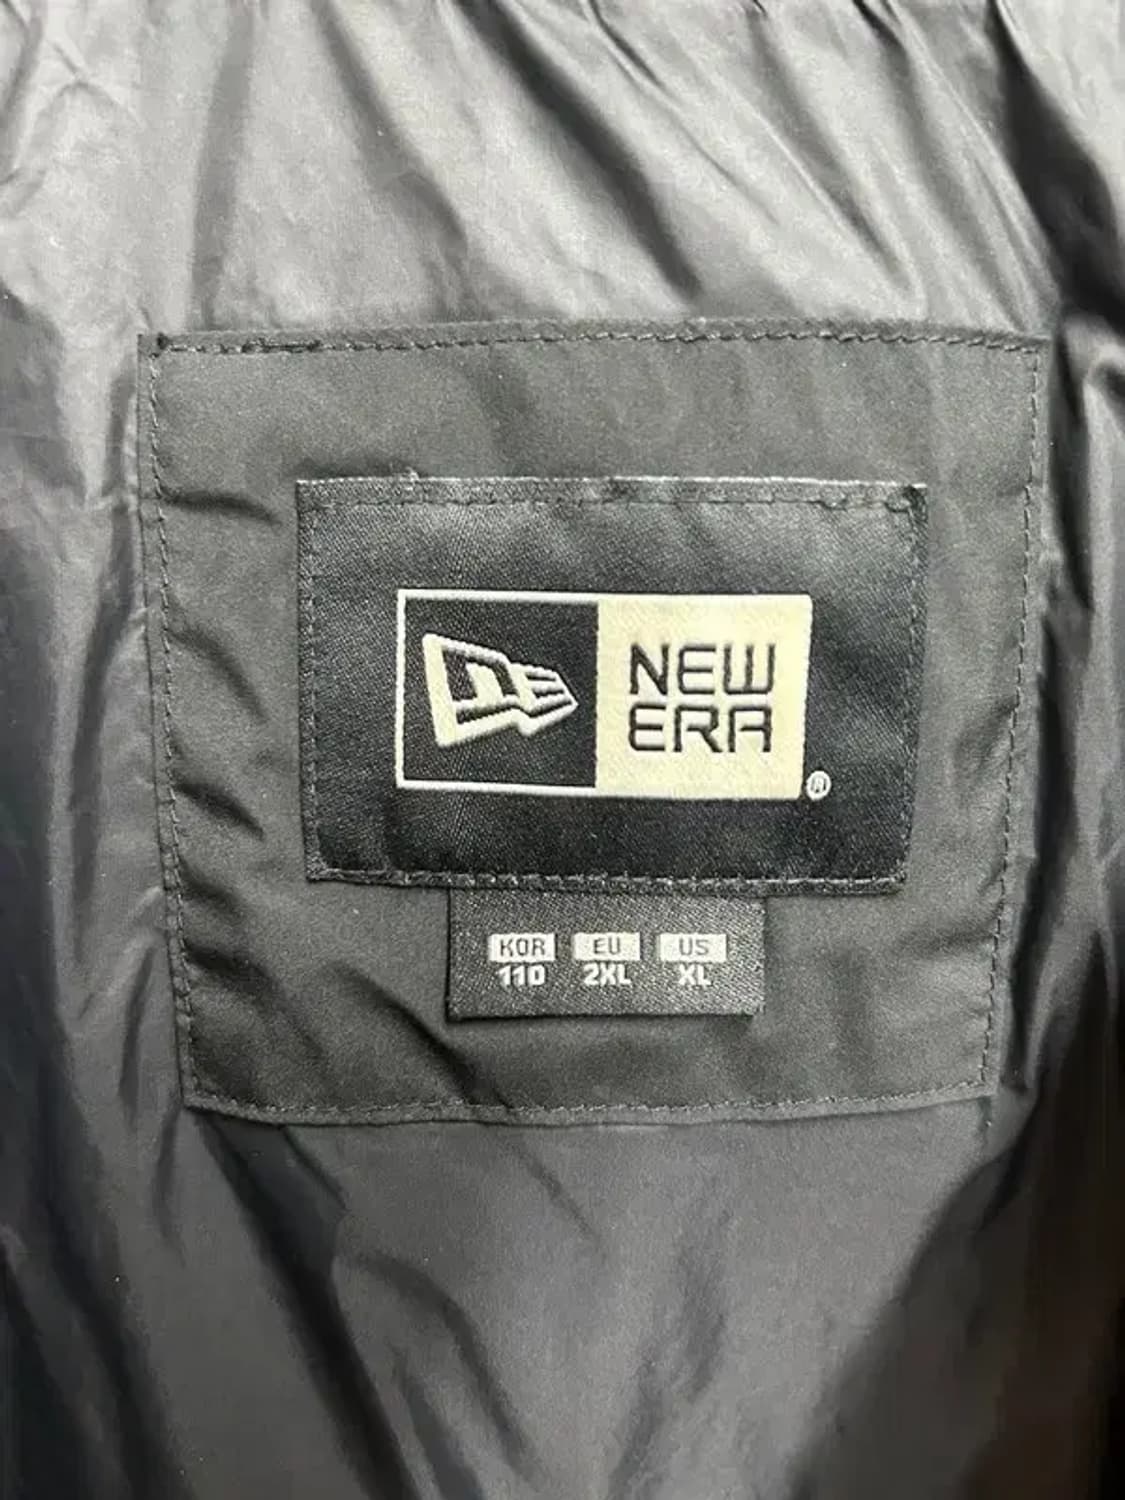 NEW
ERA
®
KOR EU US
110 2XL XL